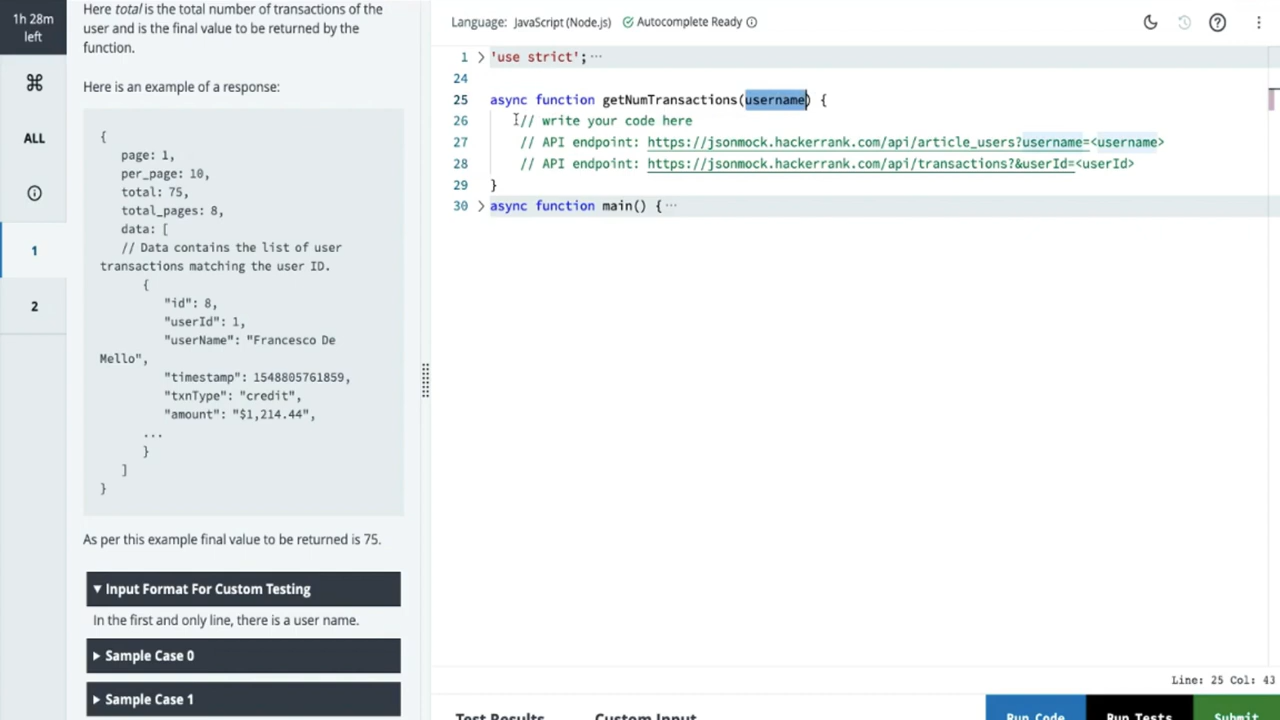 1h 28m
left
ALL
1
2
Here total is the total number of transactions of the
user and is the final value to be returned by the
function.
Here is an example of a response:
{
page: 1,
per_page: 10,
total: 75,
total_pages: 8,
data: [
// Data contains the list of user
transactions matching the user ID.
{
"id": 8,
"userId": 1,
"userName": "Francesco De
Mello",
"timestamp": 1548805761859,
"txnType": "credit",
"amount": "$1,214.44",
...
}
]
}
As per this example final value to be returned is 75.
Input Format For Custom Testing
In the first and only line, there is a user name.
Sample Case 0
Sample Case 1
Language: JavaScript (Node.js) Autocomplete Ready
1 'use strict';
24
25 async function getNumTransactions(username) {
26 // write your code here
27 // API endpoint: https://jsonmock.hackerrank.com/api/article_users?username=<username>
28 // API endpoint: https://jsonmock.hackerrank.com/api/transactions?&userId=<userId>
29 }
30 async function main() {
Line: 25 Col: 43
Test Results Custom Input Run Code Run Tests Submit